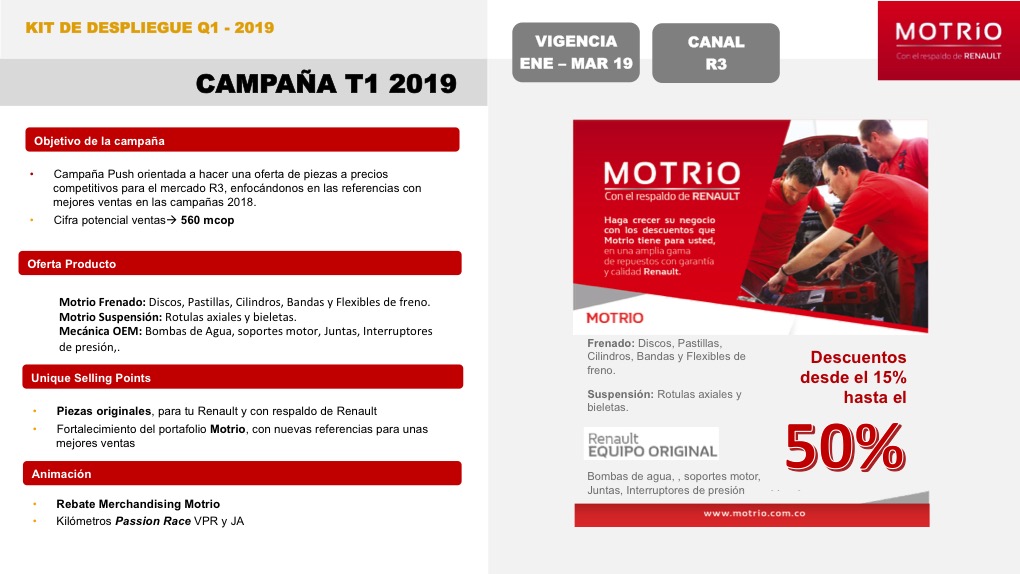 KIT DE DESPLIEGUE Q1 - 2019
CAMPAÑA T1 2019
VIGENCIA
ENE – MAR 19
CANAL
R3
MOTRiO
Con el respaldo de RENAULT
Objetivo de la campaña
• Campaña Push orientada a hacer una oferta de piezas a precios
competitivos para el mercado R3, enfocándonos en las referencias con
mejores ventas en las campañas 2018.
• Cifra potencial ventas→ 560 mcop
Oferta Producto
Motrio Frenado: Discos, Pastillas, Cilindros, Bandas y Flexibles de freno.
Motrio Suspensión: Rotulas axiales y bieletas.
Mecánica OEM: Bombas de Agua, soportes motor, Juntas, Interruptores
de presión,.
Unique Selling Points
• Piezas originales, para tu Renault y con respaldo de Renault
• Fortalecimiento del portafolio Motrio, con nuevas referencias para unas
mejores ventas
Animación
• Rebate Merchandising Motrio
• Kilómetros Passion Race VPR y JA
MOTRiO
Con el respaldo de RENAULT
Haga crecer su negocio
con los descuentos que
Motrio tiene para usted,
en una amplia gama
de repuestos con garantía
y calidad Renault.
MOTRIO
Frenado: Discos, Pastillas,
Cilindros, Bandas y Flexibles de
freno.
Suspensión: Rotulas axiales y
bieletas.
Renault
EQUIPO ORIGINAL
Bombas de agua, , soportes motor,
Juntas, Interruptores de presión
Descuentos
desde el 15%
hasta el
50%
www.motrio.com.co